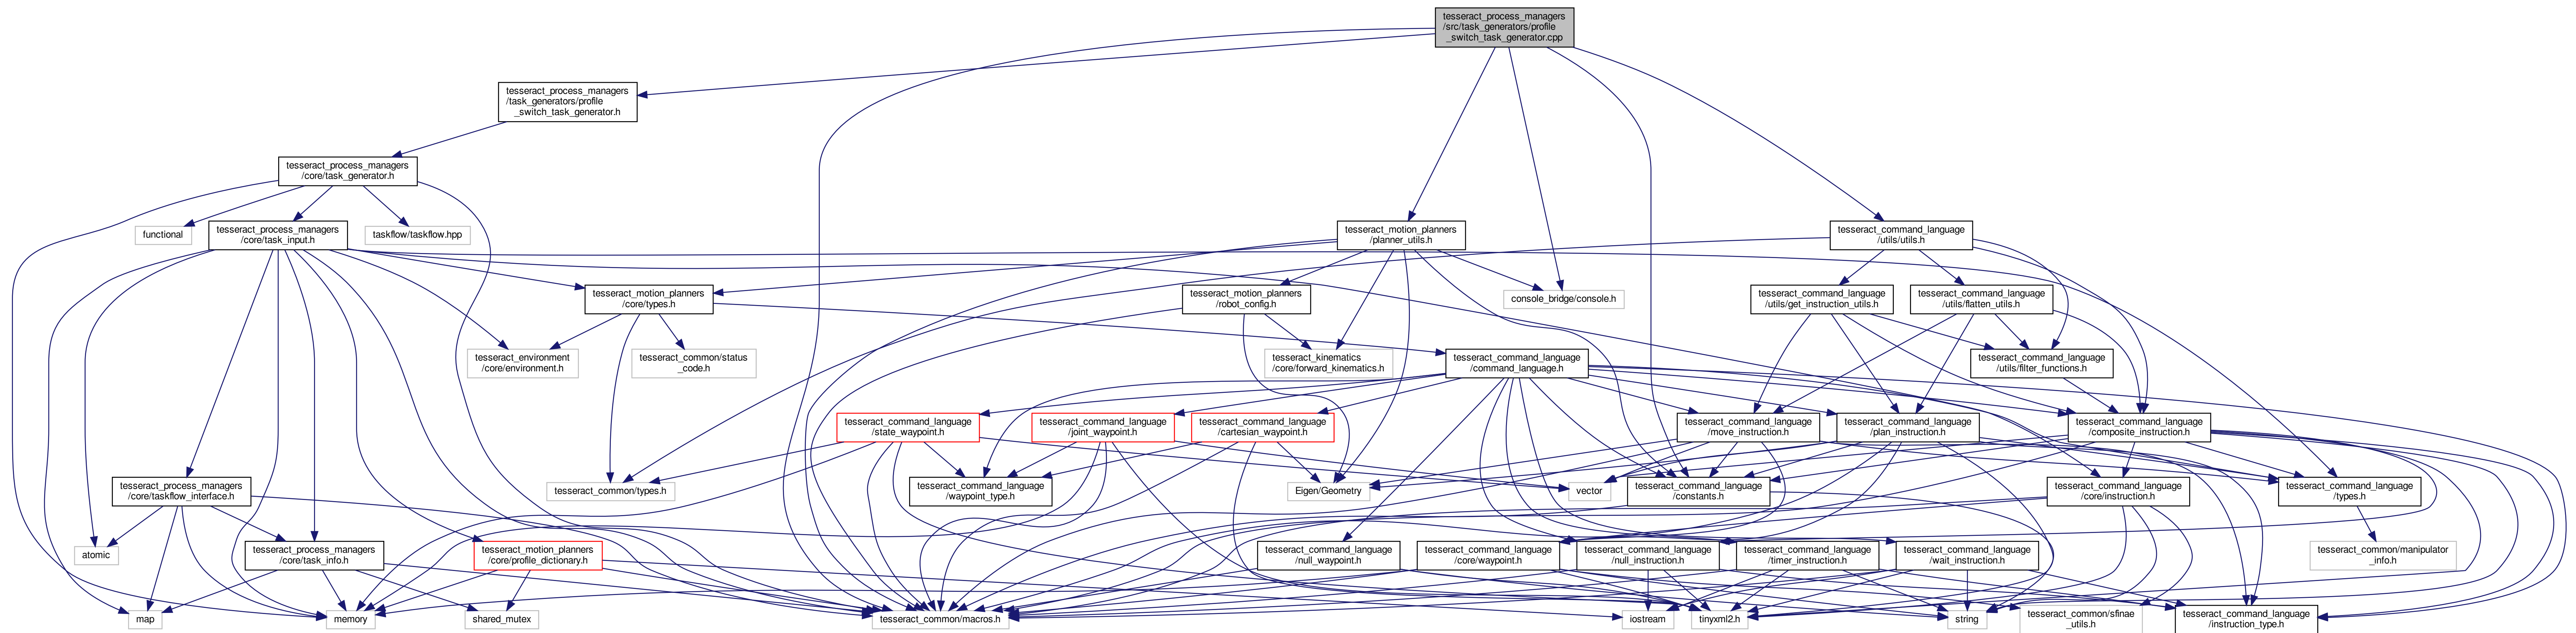 tesseract_process_managers
/src/task_generators/profile
_switch_task_generator.cpp
tesseract_process_managers
/task_generators/profile
_switch_task_generator.h
tesseract_process_managers
/core/task_generator.h
functional
tesseract_process_managers
/core/task_input.h
taskflow/taskflow.hpp
tesseract_motion_planners
/planner_utils.h
tesseract_command_language
/utils/utils.h
tesseract_motion_planners
/core/types.h
tesseract_motion_planners
/robot_config.h
console_bridge/console.h
tesseract_command_language
/utils/get_instruction_utils.h
tesseract_command_language
/utils/flatten_utils.h
tesseract_environment
/core/environment.h
tesseract_common/status
_code.h
tesseract_kinematics
/core/forward_kinematics.h
tesseract_command_language
/command_language.h
tesseract_command_language
/utils/filter_functions.h
tesseract_command_language
/state_waypoint.h
tesseract_command_language
/joint_waypoint.h
tesseract_command_language
/cartesian_waypoint.h
tesseract_command_language
/move_instruction.h
tesseract_command_language
/plan_instruction.h
tesseract_command_language
/composite_instruction.h
tesseract_process_managers
/core/taskflow_interface.h
tesseract_common/types.h
tesseract_command_language
/waypoint_type.h
Eigen/Geometry
vector
tesseract_command_language
/constants.h
tesseract_command_language
/core/instruction.h
tesseract_command_language
/types.h
atomic
tesseract_process_managers
/core/task_info.h
tesseract_motion_planners
/core/profile_dictionary.h
tesseract_command_language
/null_waypoint.h
tesseract_command_language
/core/waypoint.h
tesseract_command_language
/null_instruction.h
tesseract_command_language
/timer_instruction.h
tesseract_command_language
/wait_instruction.h
tesseract_common/manipulator
_info.h
map
memory
shared_mutex
tesseract_common/macros.h
iostream
tinyxml2.h
string
tesseract_common/sfinae
_utils.h
tesseract_command_language
/instruction_type.h